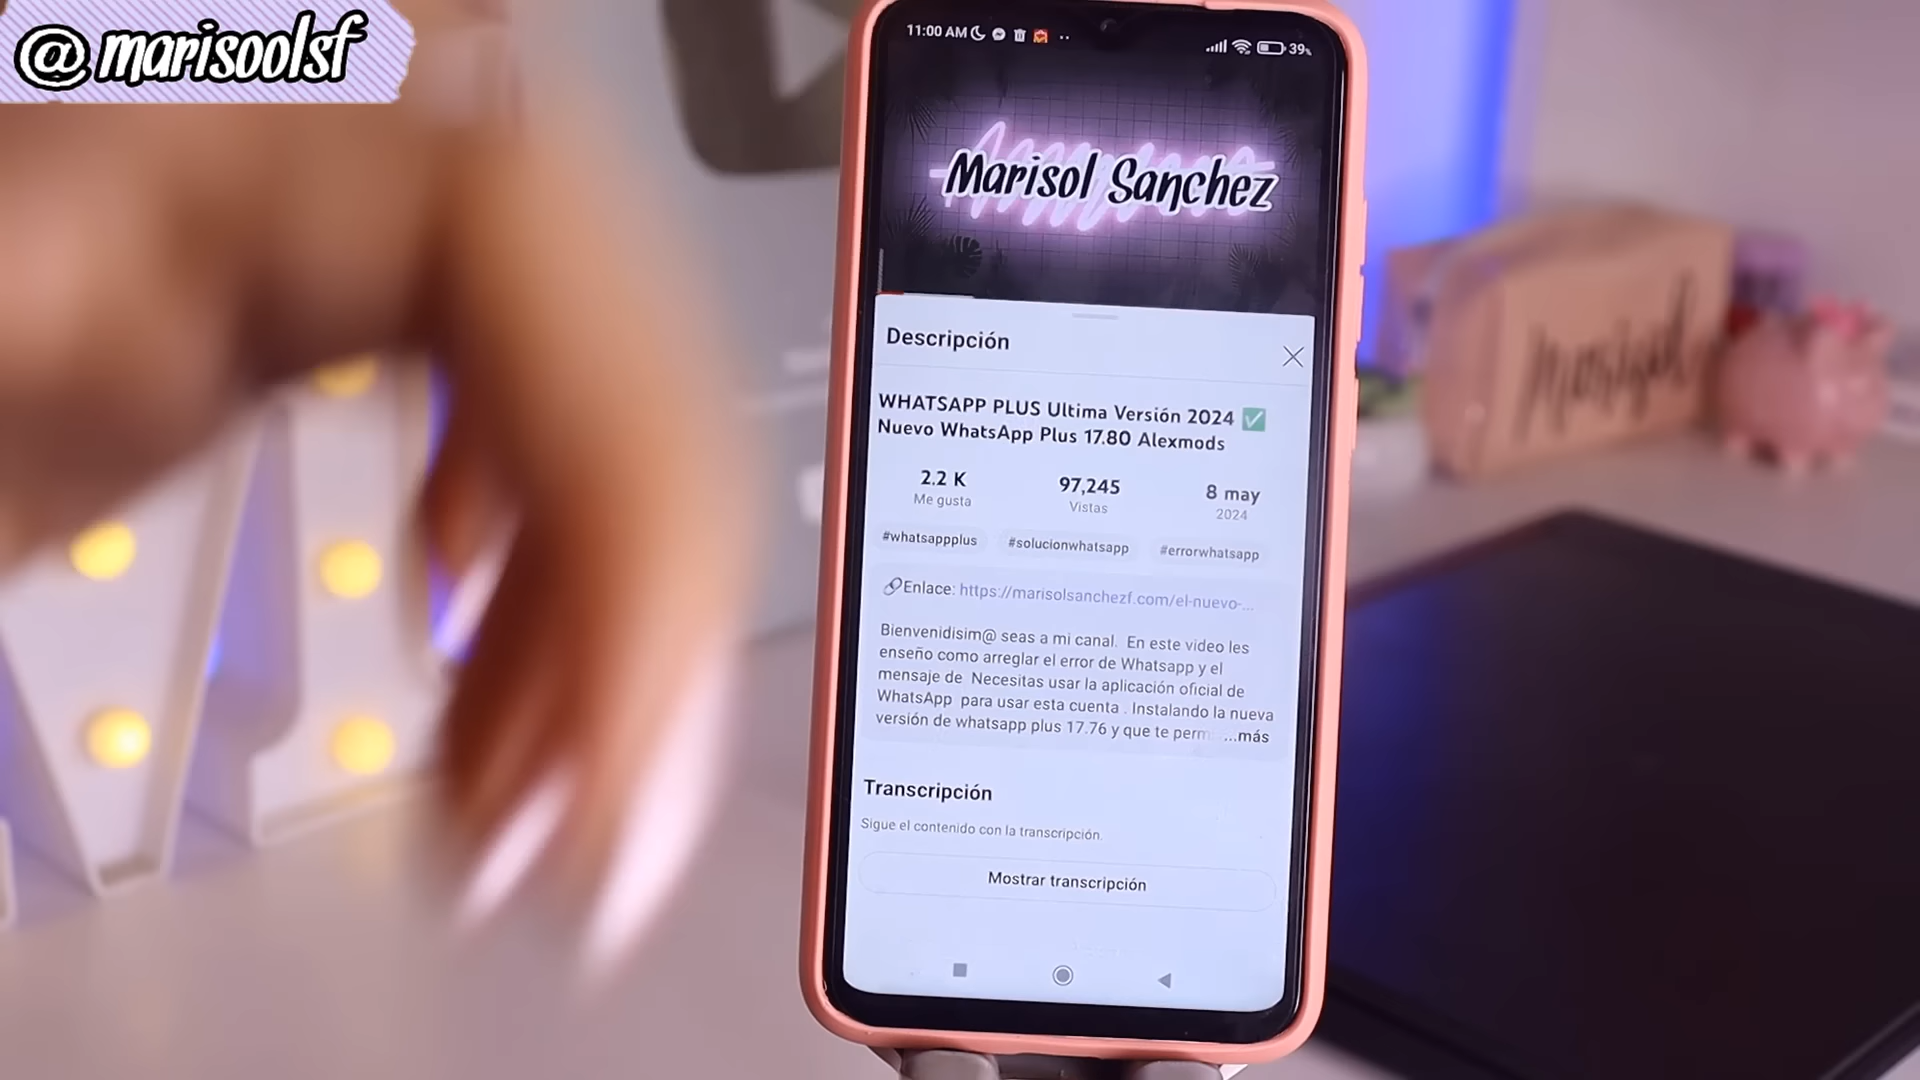 @marisoolsf
11:00 AM
39%
Marisol Sanchez
Descripción
WHATSAPP PLUS Ultima Versión 2024 ✅
Nuevo WhatsApp Plus 17.80 Alexmods
2.2 K
Me gusta
97,245
Vistas
8 may
2024
#whatsappplus
#solucionwhatsapp
#errorwhatsapp
🔗Enlace: https://marisolsanchezf.com/el-nuevo-...
Bienvenidisim@ seas a mi canal. En este video les
enseño como arreglar el error de Whatsapp y el
mensaje de Necesitas usar la aplicación oficial de
WhatsApp para usar esta cuenta . Instalando la nueva
versión de whatsapp plus 17.76 y que te perm ...más
Transcripción
Sigue el contenido con la transcripción.
Mostrar transcripción
Marisol